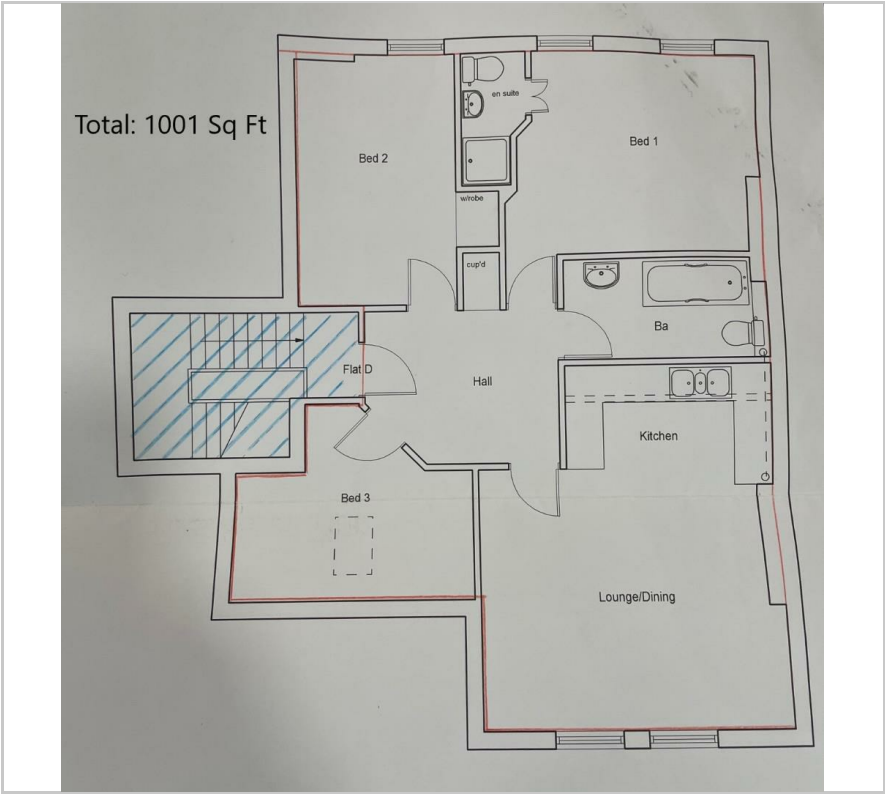 Total: 1001 Sq Ft
en suite
Bed 1
Bed 2
w/robe
cup'd
Ba
Flat D
Hall
Kitchen
Bed 3
Lounge/Dining